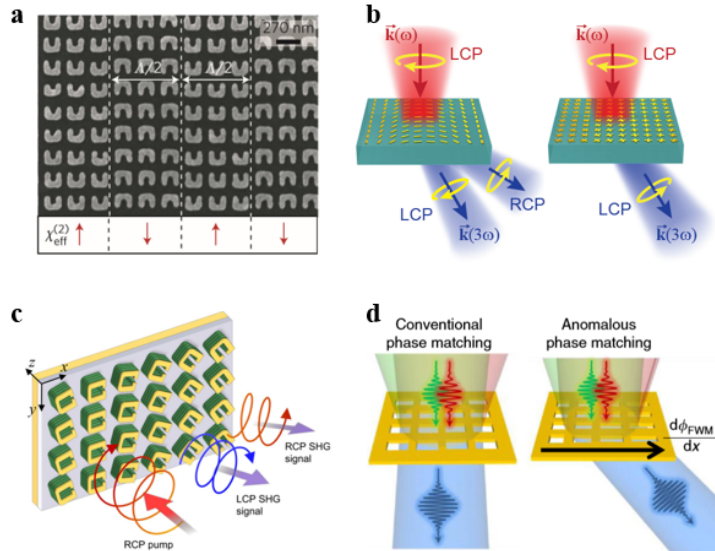 a
270 nm
Λ/2
Λ/2
χ(2)
eff
b
k⃗(ω)
LCP
k⃗(ω)
LCP
LCP
RCP
k⃗(3ω)
LCP
k⃗(3ω)
c
z
x
y
RCP SHG
signal
LCP SHG
signal
RCP pump
d
Conventional
phase matching
Anomalous
phase matching
dϕFWM
dx